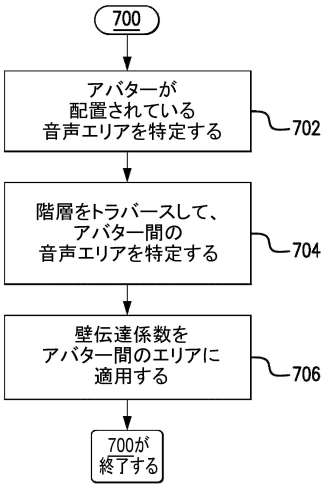 700
アバターが
配置されている
音声エリアを特定する
702
階層をトラバースして、
アバター間の
音声エリアを特定する
704
壁伝達係数を
アバター間のエリアに
適用する
706
700が
終了する